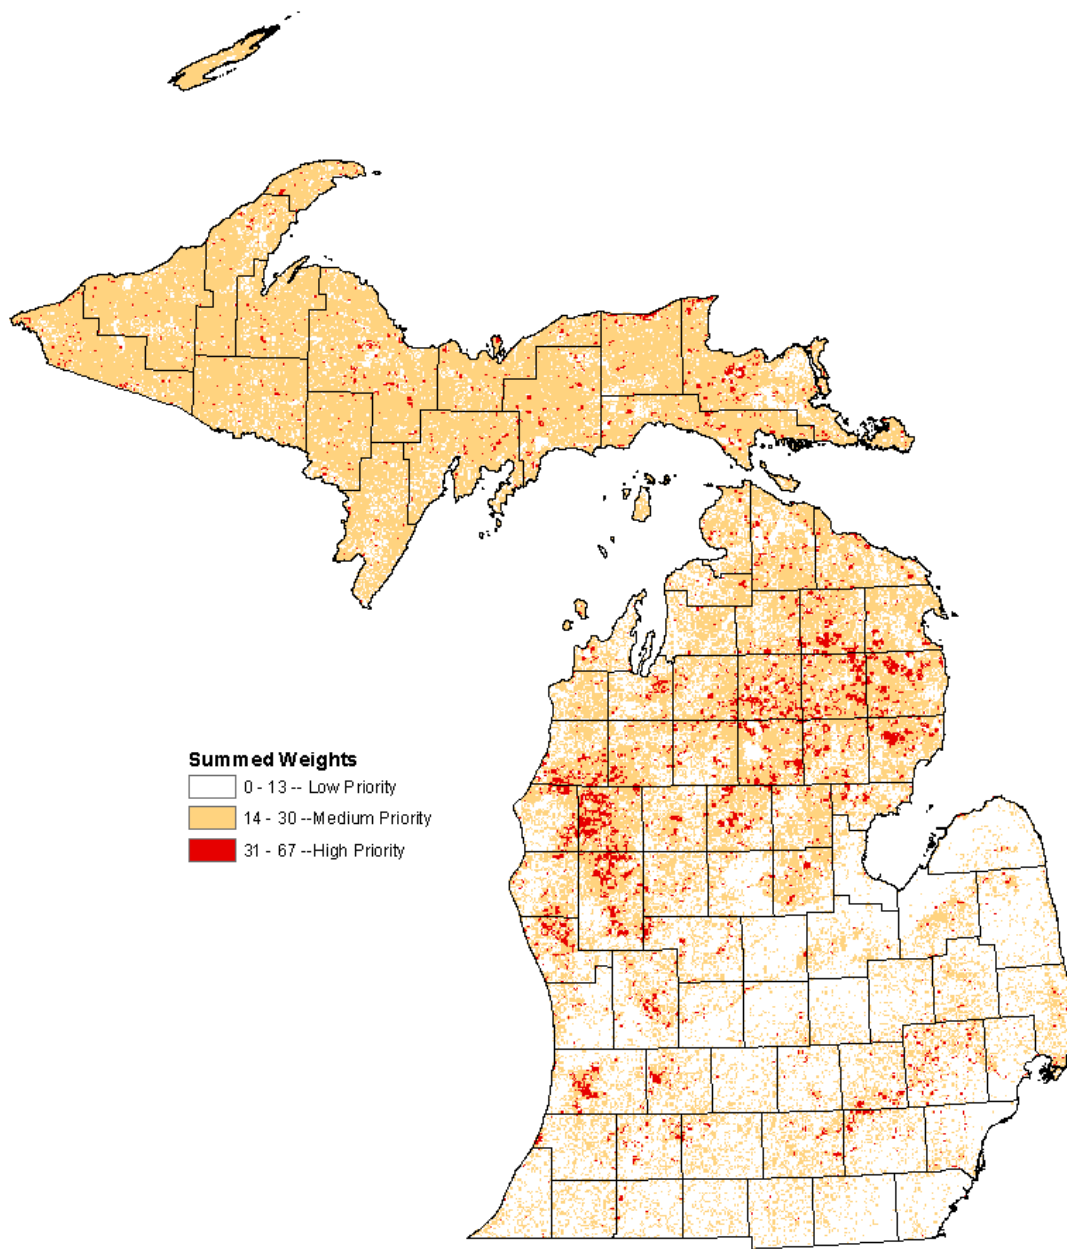 Summed Weights
0 - 13 -- Low Priority
14 - 30 --Medium Priority
31 - 67 --High Priority